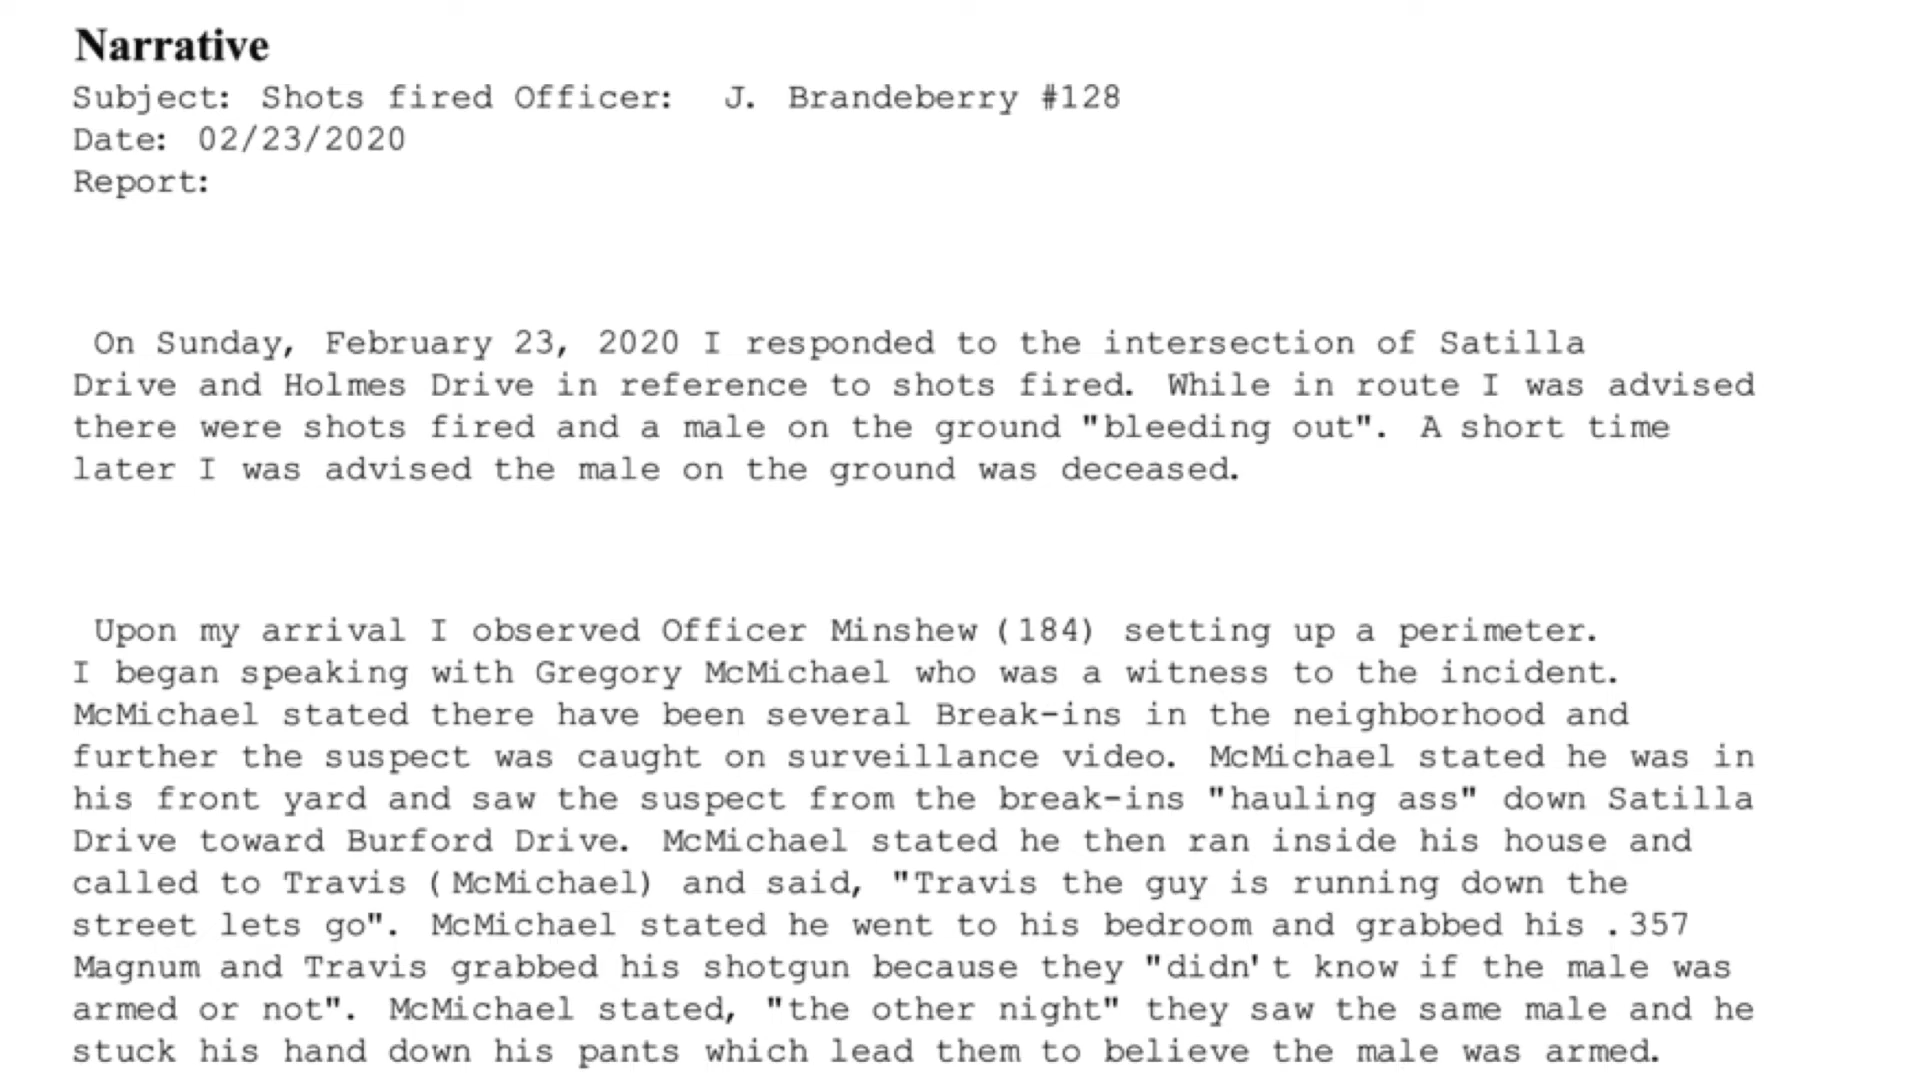 Narrative
Subject: Shots fired Officer: J. Brandeberry #128
Date: 02/23/2020
Report:
On Sunday, February 23, 2020 I responded to the intersection of Satilla
Drive and Holmes Drive in reference to shots fired. While in route I was advised
there were shots fired and a male on the ground "bleeding out". A short time
later I was advised the male on the ground was deceased.
Upon my arrival I observed Officer Minshew (184) setting up a perimeter.
I began speaking with Gregory McMichael who was a witness to the incident.
McMichael stated there have been several Break-ins in the neighborhood and
further the suspect was caught on surveillance video. McMichael stated he was in
his front yard and saw the suspect from the break-ins "hauling ass" down Satilla
Drive toward Burford Drive. McMichael stated he then ran inside his house and
called to Travis (McMichael) and said, "Travis the guy is running down the
street lets go". McMichael stated he went to his bedroom and grabbed his .357
Magnum and Travis grabbed his shotgun because they "didn't know if the male was
armed or not". McMichael stated, "the other night" they saw the same male and he
stuck his hand down his pants which lead them to believe the male was armed.